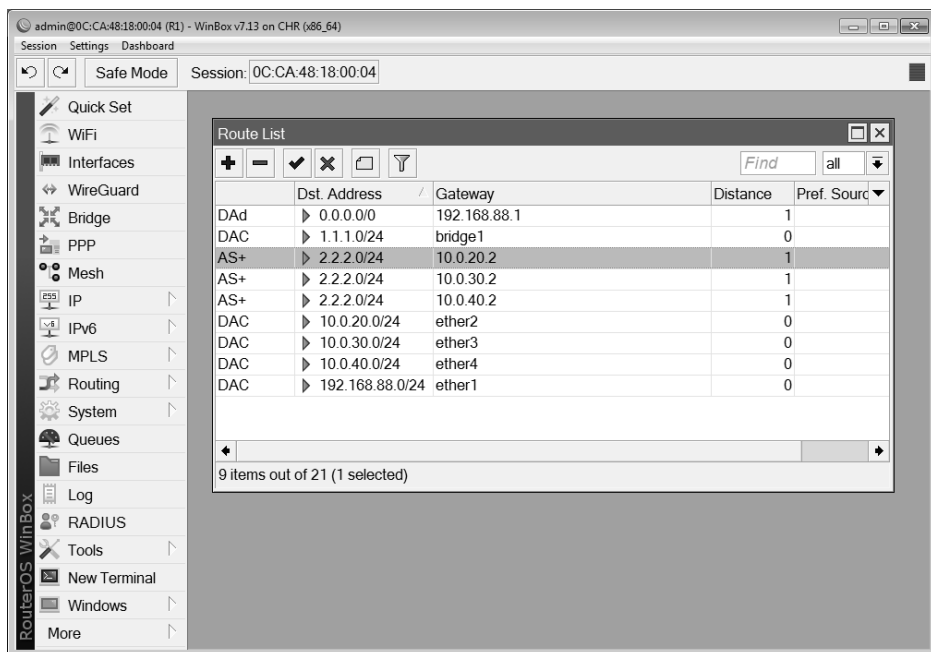 admin@0C:CA:48:18:00:04 (R1) - WinBox v7.13 on CHR (x86_64)
Session Settings Dashboard
Safe Mode Session: 0C:CA:48:18:00:04
Quick Set
WiFi
Interfaces
WireGuard
Bridge
PPP
Mesh
IP
IPv6
MPLS
Routing
System
Queues
Files
Log
RADIUS
Tools
New Terminal
Windows
More
RouterOS WinBox
Route List
Find all
Dst. Address Gateway Distance Pref. Sourc
DAd 0.0.0.0/0 192.168.88.1 1
DAC 1.1.1.0/24 bridge1 0
AS+ 2.2.2.0/24 10.0.20.2 1
AS+ 2.2.2.0/24 10.0.30.2 1
AS+ 2.2.2.0/24 10.0.40.2 1
DAC 10.0.20.0/24 ether2 0
DAC 10.0.30.0/24 ether3 0
DAC 10.0.40.0/24 ether4 0
DAC 192.168.88.0/24 ether1 0
9 items out of 21 (1 selected)